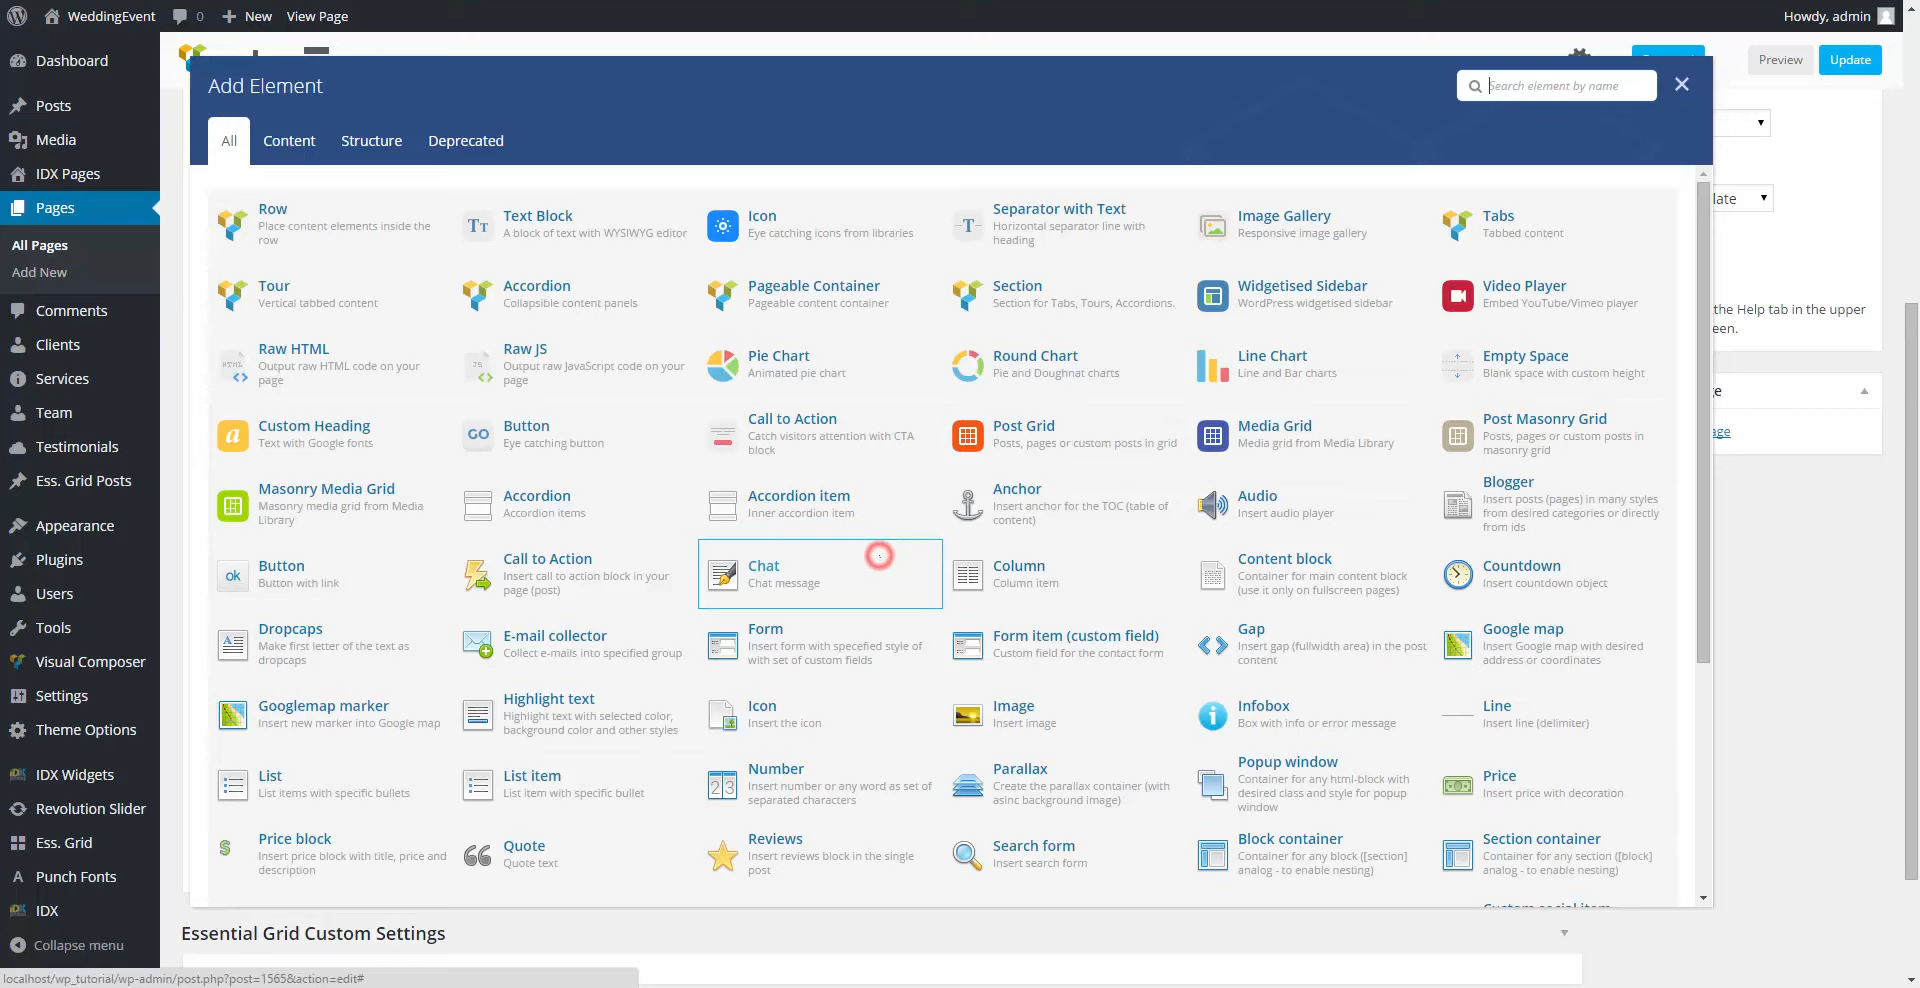 WeddingEvent
0
New
View Page
Howdy, admin
Dashboard
Posts
Media
IDX Pages
Pages
All Pages
Add New
Comments
Clients
Services
Team
Testimonials
Ess. Grid Posts
Appearance
Plugins
Users
Tools
Visual Composer
Settings
Theme Options
IDX Widgets
Revolution Slider
Ess. Grid
Punch Fonts
IDX
Collapse menu
Preview
Update
Add Element
Search element by name
All
Content
Structure
Deprecated
Row
Place content elements inside the
row
Text Block
A block of text with WYSIWYG editor
Icon
Eye catching icons from libraries
Separator with Text
Horizontal separator line with
heading
Image Gallery
Responsive image gallery
Tabs
Tabbed content
Tour
Vertical tabbed content
Accordion
Collapsible content panels
Pageable Container
Pageable content container
Section
Section for Tabs, Tours, Accordions.
Widgetised Sidebar
WordPress widgetised sidebar
Video Player
Embed YouTube/Vimeo player
Raw HTML
Output raw HTML code on your
page
Raw JS
Output raw JavaScript code on your
page
Pie Chart
Animated pie chart
Round Chart
Pie and Doughnat charts
Line Chart
Line and Bar charts
Empty Space
Blank space with custom height
Custom Heading
Text with Google fonts
GO
Button
Eye catching button
Call to Action
Catch visitors attention with CTA
block
Post Grid
Posts, pages or custom posts in grid
Media Grid
Media grid from Media Library
Post Masonry Grid
Posts, pages or custom posts in
masonry grid
Masonry Media Grid
Masonry media grid from Media
Library
Accordion
Accordion items
Accordion item
Inner accordion item
Anchor
Insert anchor for the TOC (table of
content)
Audio
Insert audio player
Blogger
Insert posts (pages) in many styles
from desired categories or directly
from ids
ok
Button
Button with link
Call to Action
Insert call to action block in your
page (post)
Chat
Chat message
Column
Column item
Content block
Container for main content block
(use it only on fullscreen pages)
Countdown
Insert countdown object
Dropcaps
Make first letter of the text as
dropcaps
E-mail collector
Collect e-mails into specified group
Form
Insert form with specefied style of
with set of custom fields
Form item (custom field)
Custom field for the contact form
Gap
Insert gap (fullwidth area) in the post
content
Google map
Insert Google map with desired
address or coordinates
Googlemap marker
Insert new marker into Google map
Highlight text
Highlight text with selected color,
background color and other styles
Icon
Insert the icon
Image
Insert image
Infobox
Box with info or error message
Line
Insert line (delimiter)
List
List items with specific bullets
List item
List item with specific bullet
23
Number
Insert number or any word as set of
separated characters
Parallax
Create the parallax container (with
asinc background image)
Popup window
Container for any html-block with
desired class and style for popup
window
Price
Insert price with decoration
Price block
Insert price block with title, price and
description
Quote
Quote text
Reviews
Insert reviews block in the single
post
Search form
Insert search form
Block container
Container for any block ([section]
analog - to enable nesting)
Section container
Container for any section ([block]
analog - to enable nesting)
late
the Help tab in the upper
een.
ge
age
Essential Grid Custom Settings
localhost/wp_tutorial/wp-admin/post.php?post=1565&action=edit#